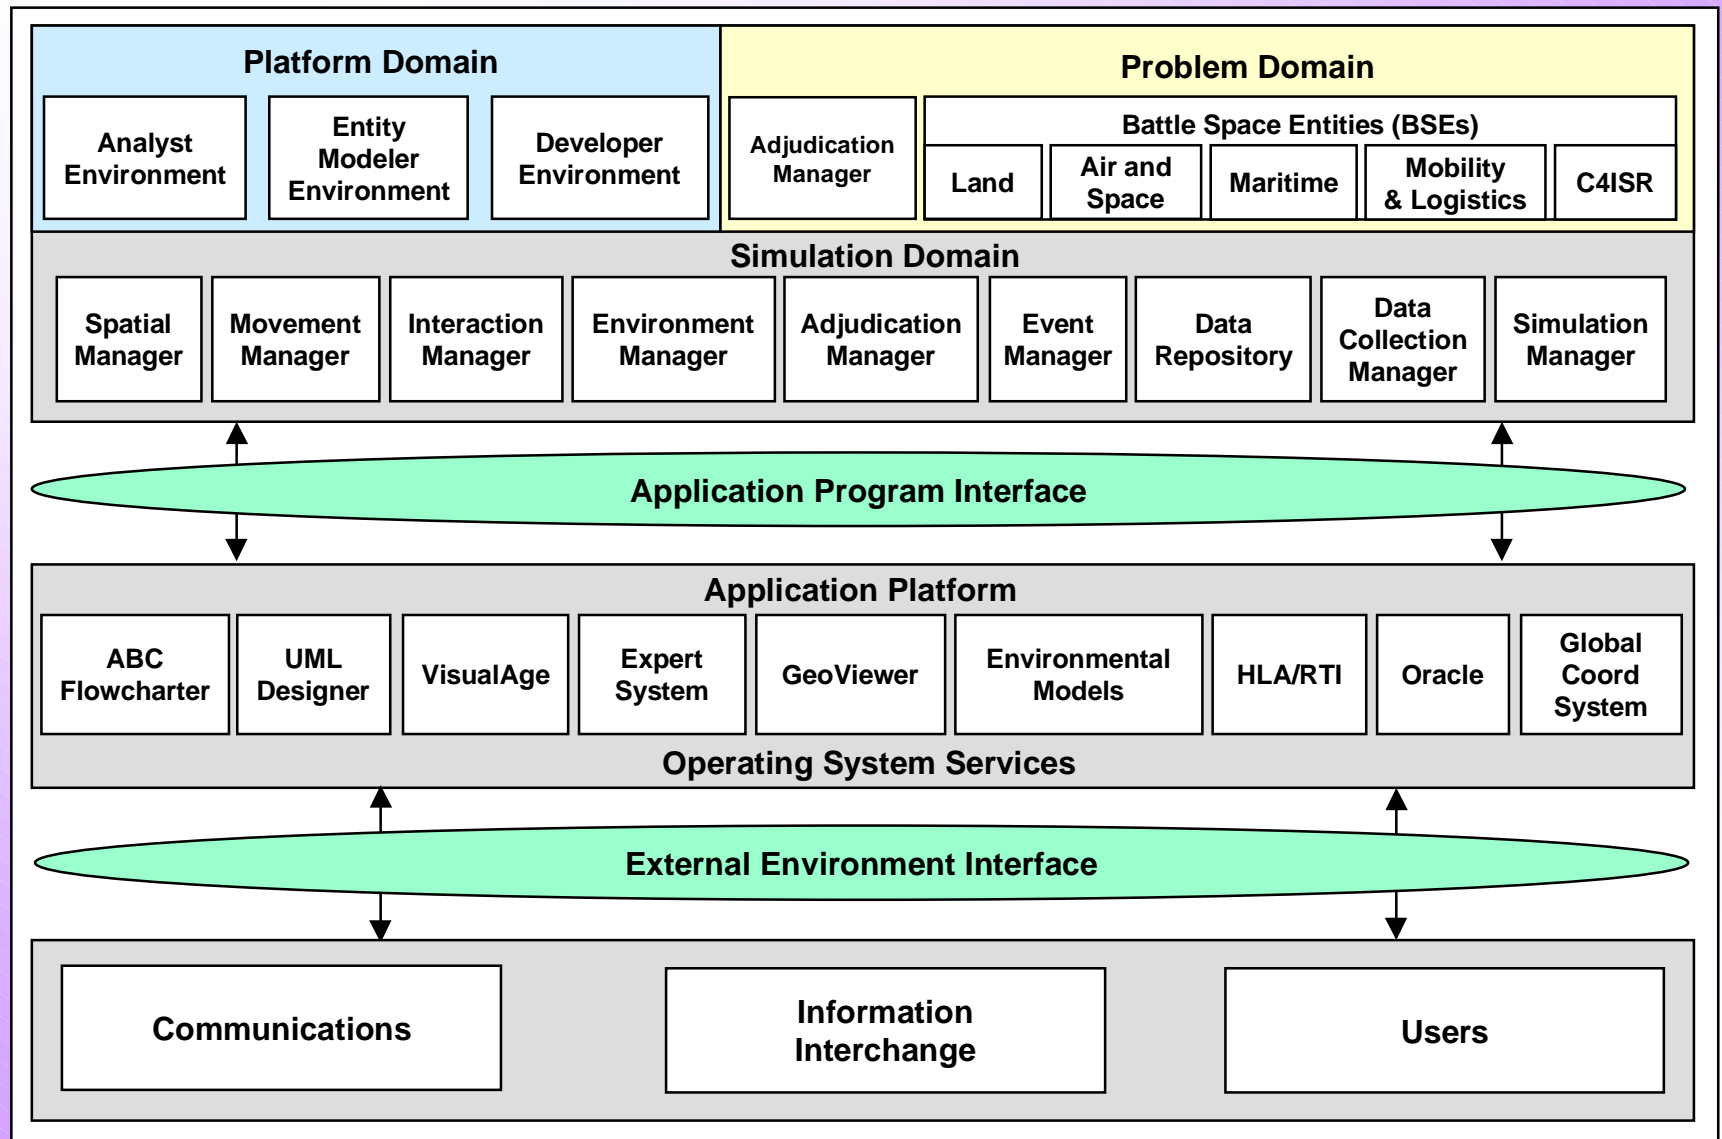 Platform Domain
Problem Domain
Analyst
Environment
Entity
Modeler
Environment
Developer
Environment
Adjudication
Manager
Battle Space Entities (BSEs)
Land
Air and
Space
Maritime
Mobility
& Logistics
C4ISR
Simulation Domain
Spatial
Manager
Movement
Manager
Interaction
Manager
Environment
Manager
Adjudication
Manager
Event
Manager
Data
Repository
Data
Collection
Manager
Simulation
Manager
Application Program Interface
Application Platform
ABC
Flowcharter
UML
Designer
VisualAge
Expert
System
GeoViewer
Environmental
Models
HLA/RTI
Oracle
Global
Coord
System
Operating System Services
External Environment Interface
Communications
Information
Interchange
Users